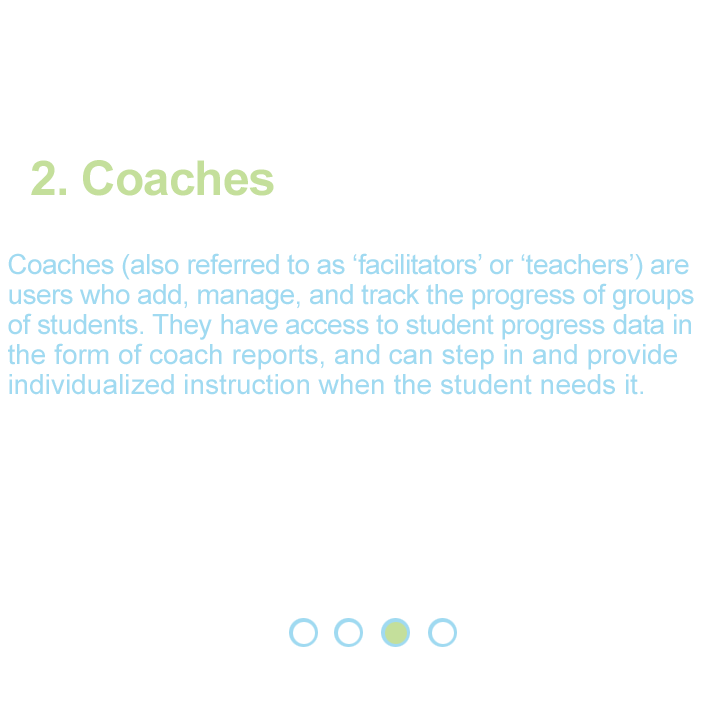 2. Coaches
Coaches (also referred to as ‘facilitators’ or ‘teachers’) are
users who add, manage, and track the progress of groups
of students. They have access to student progress data in
the form of coach reports, and can step in and provide
individualized instruction when the student needs it.